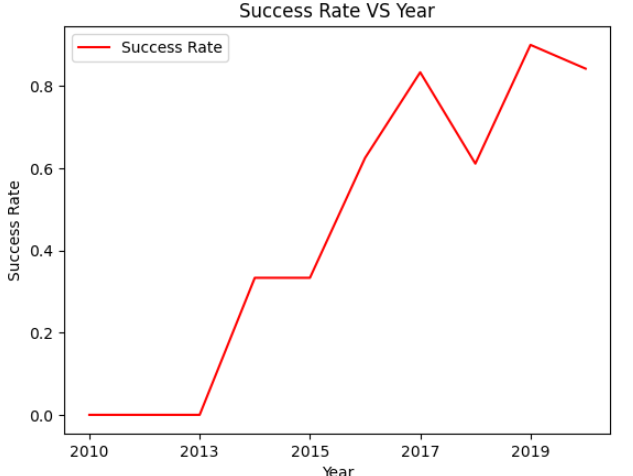 Success Rate VS Year
Success Rate
0.8
0.6
0.4
0.2
0.0
Success Rate
2010 2013 2015 2017 2019
Year